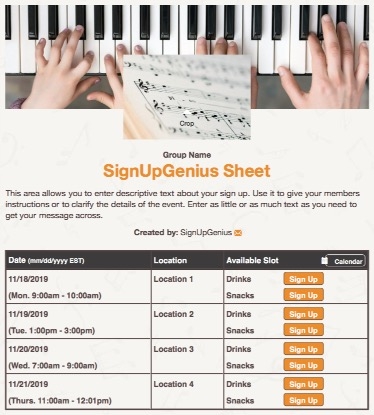 Crop
Group Name
SignUpGenius Sheet
This area allows you to enter descriptive text about your sign up. Use it to give your members
instructions or to clarify the details of the event. Enter as little or as much text as you need to
get your message across.
Created by: SignUpGenius
Date (mm/dd/yyyy EST) Location Available Slot Calendar
11/18/2019 Location 1 Drinks Sign Up
(Mon. 9:00am - 10:00am) Snacks Sign Up
11/19/2019 Location 2 Drinks Sign Up
(Tue. 1:00pm - 3:00pm) Snacks Sign Up
11/20/2019 Location 3 Drinks Sign Up
(Wed. 7:00am - 9:00am) Snacks Sign Up
11/21/2019 Location 4 Drinks Sign Up
(Thurs. 11:00am - 12:01pm) Snacks Sign Up